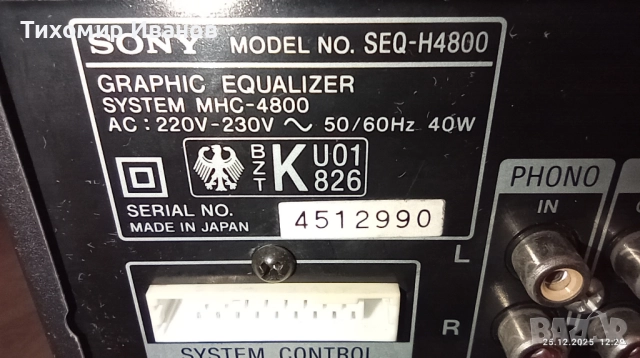 Тихомир Иванов
SONY MODEL NO. SEQ-H4800
GRAPHIC EQUALIZER
SYSTEM MHC-4800
AC : 220V-230V ~ 50/60Hz 40W
BZT K U01 826
SERIAL NO. 4512990
MADE IN JAPAN
PHONO
IN
L
R
SYSTEM CONTROL
25.12.2025 12:29